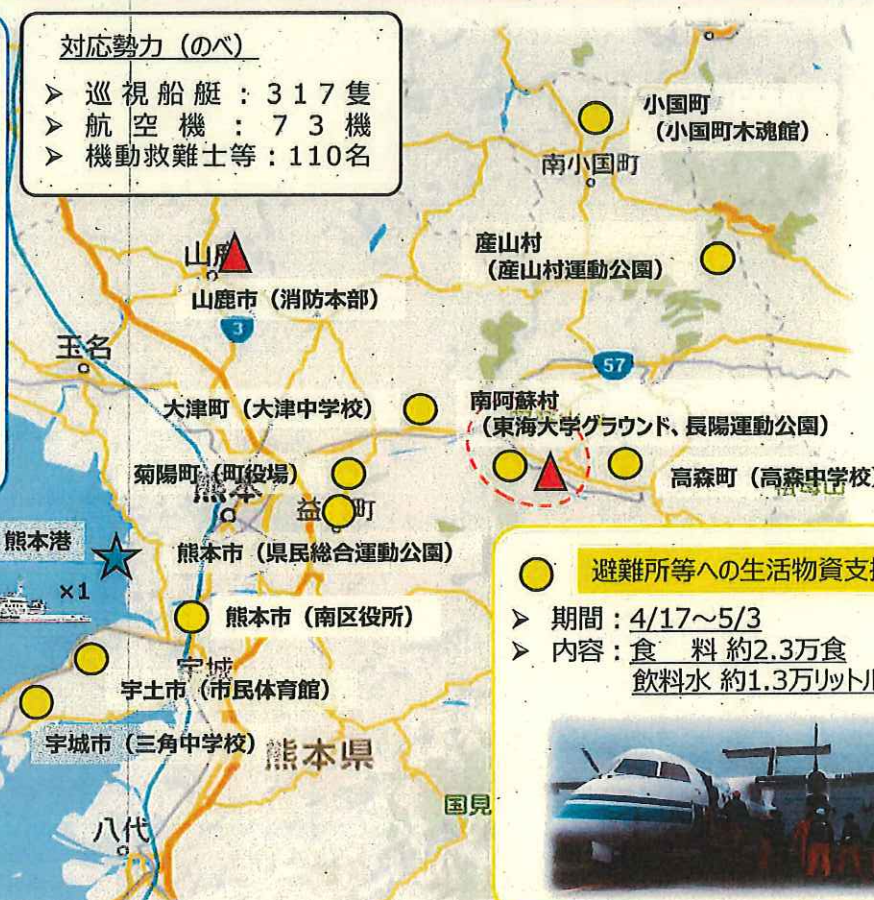 対応勢力（のべ）
➢ 巡視船艇：317隻
➢ 航空機：73機
➢ 機動救難士等：110名
小国町
（小国町木魂館）
南小国町
産山村
（産山村運動公園）
山鹿市（消防本部）
3
玉名
57
大津町（大津中学校）
南阿蘇村
（東海大学グラウンド、長陽運動公園）
菊陽町（町役場）
熊本
高森町（高森中学校）
益 町
熊本港
熊本市（県民総合運動公園）
×1
避難所等への生活物資支
熊本市（南区役所）
➢ 期間：4/17～5/3
➢ 内容：食　料 約2.3万食
飲料水 約1.3万リットル
宇城
宇土市（市民体育館）
宇城市（三角中学校）
熊本県
国見
八代